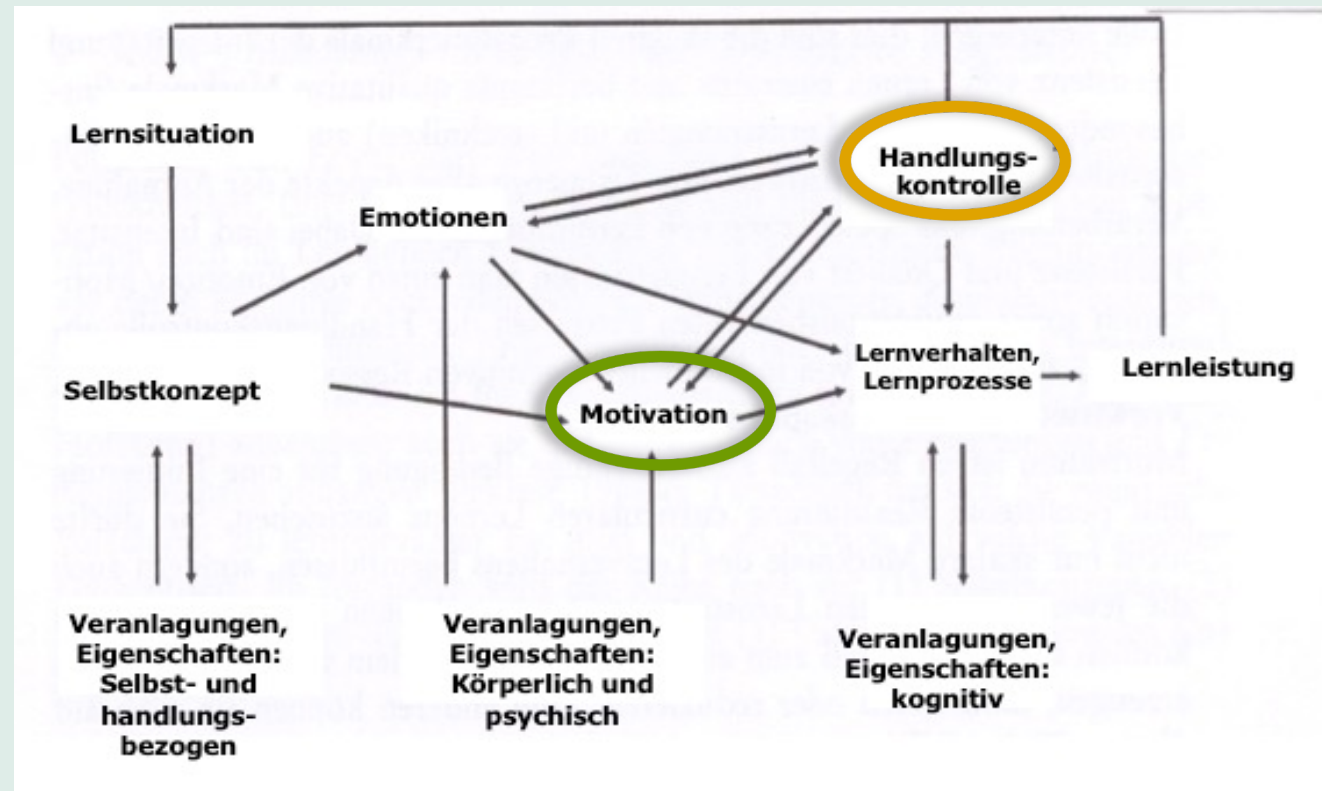 Lernsituation
Handlungs-
kontrolle
Emotionen
Lernverhalten,
Lernprozesse
Lernleistung
Selbstkonzept
Motivation
Veranlagungen,
Eigenschaften:
Selbst- und
handlungs-
bezogen
Veranlagungen,
Eigenschaften:
Körperlich und
psychisch
Veranlagungen,
Eigenschaften:
kognitiv